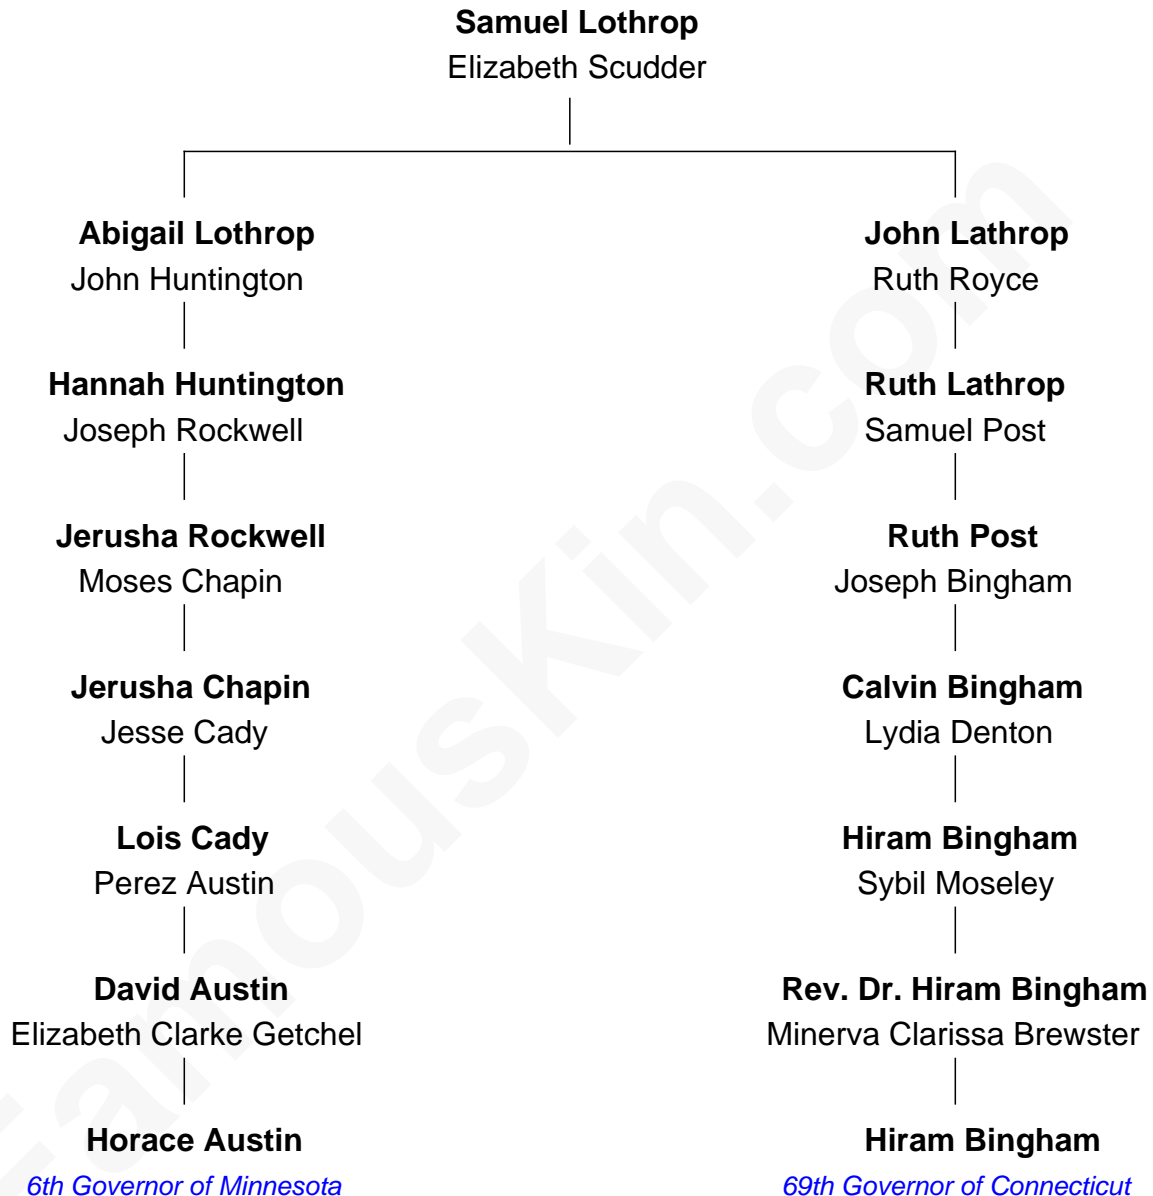 Samuel Lothrop
Elizabeth Scudder
Abigail Lothrop
John Huntington
John Lathrop
Ruth Royce
Hannah Huntington
Joseph Rockwell
Ruth Lathrop
Samuel Post
Jerusha Rockwell
Moses Chapin
Ruth Post
Joseph Bingham
Jerusha Chapin
Jesse Cady
Calvin Bingham
Lydia Denton
Lois Cady
Perez Austin
Hiram Bingham
Sybil Moseley
David Austin
Elizabeth Clarke Getchel
Rev. Dr. Hiram Bingham
Minerva Clarissa Brewster
Horace Austin
6th Governor of Minnesota
Hiram Bingham
69th Governor of Connecticut
FamousKin.com